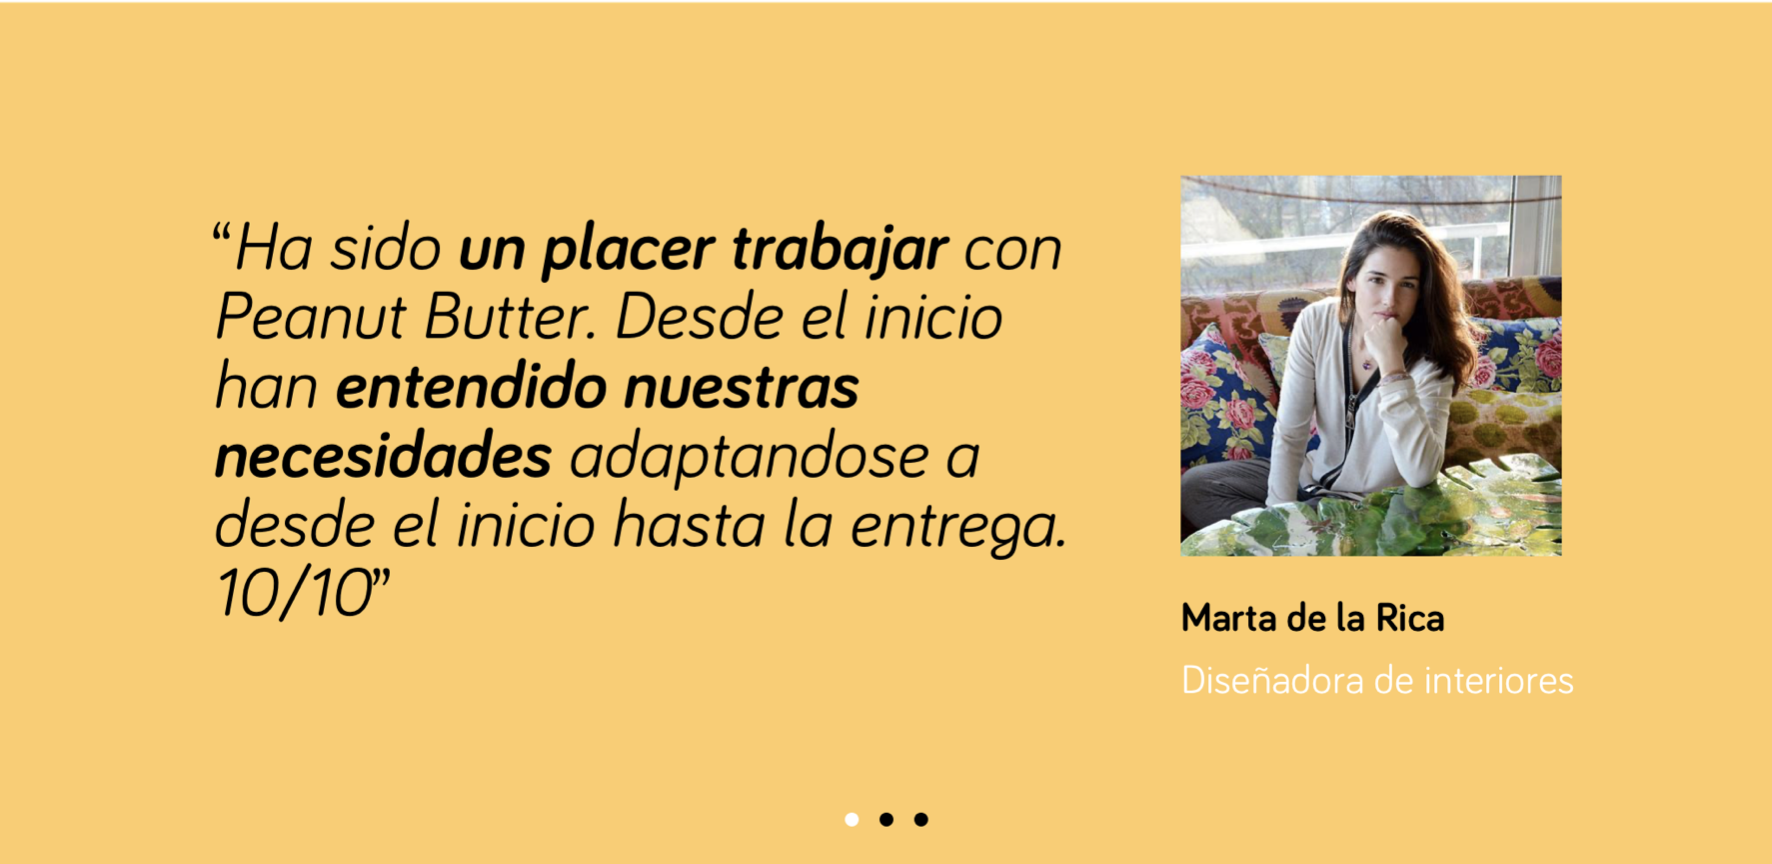 “Ha sido un placer trabajar con
Peanut Butter. Desde el inicio
han entendido nuestras
necesidades adaptandose a
desde el inicio hasta la entrega.
10/10”
Marta de la Rica
Diseñadora de interiores